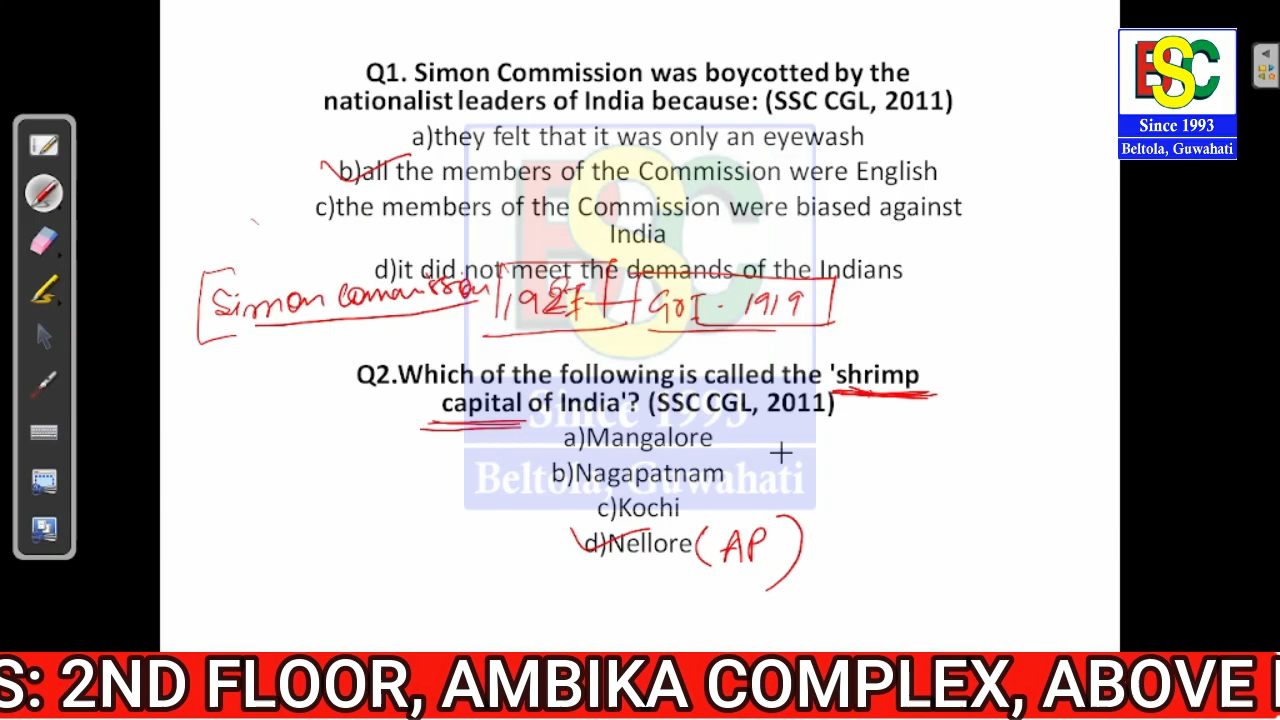 ESC
Since 1993
Beltola, Guwahati
Q1. Simon Commission was boycotted by the
nationalist leaders of India because: (SSC CGL, 2011)
a)they felt that it was only an eyewash
b)all the members of the Commission were English
c)the members of the Commission were biased against
India
d)it did not meet the demands of the Indians
Simon Commission 1927 GOI - 1919
Q2.Which of the following is called the 'shrimp
capital of India'? (SSC CGL, 2011)
a)Mangalore
b)Nagapatnam
c)Kochi
d)Nellore (AP)
ESC
Since 1993
Beltola, Guwahati
S: 2ND FLOOR, AMBIKA COMPLEX, ABOVE